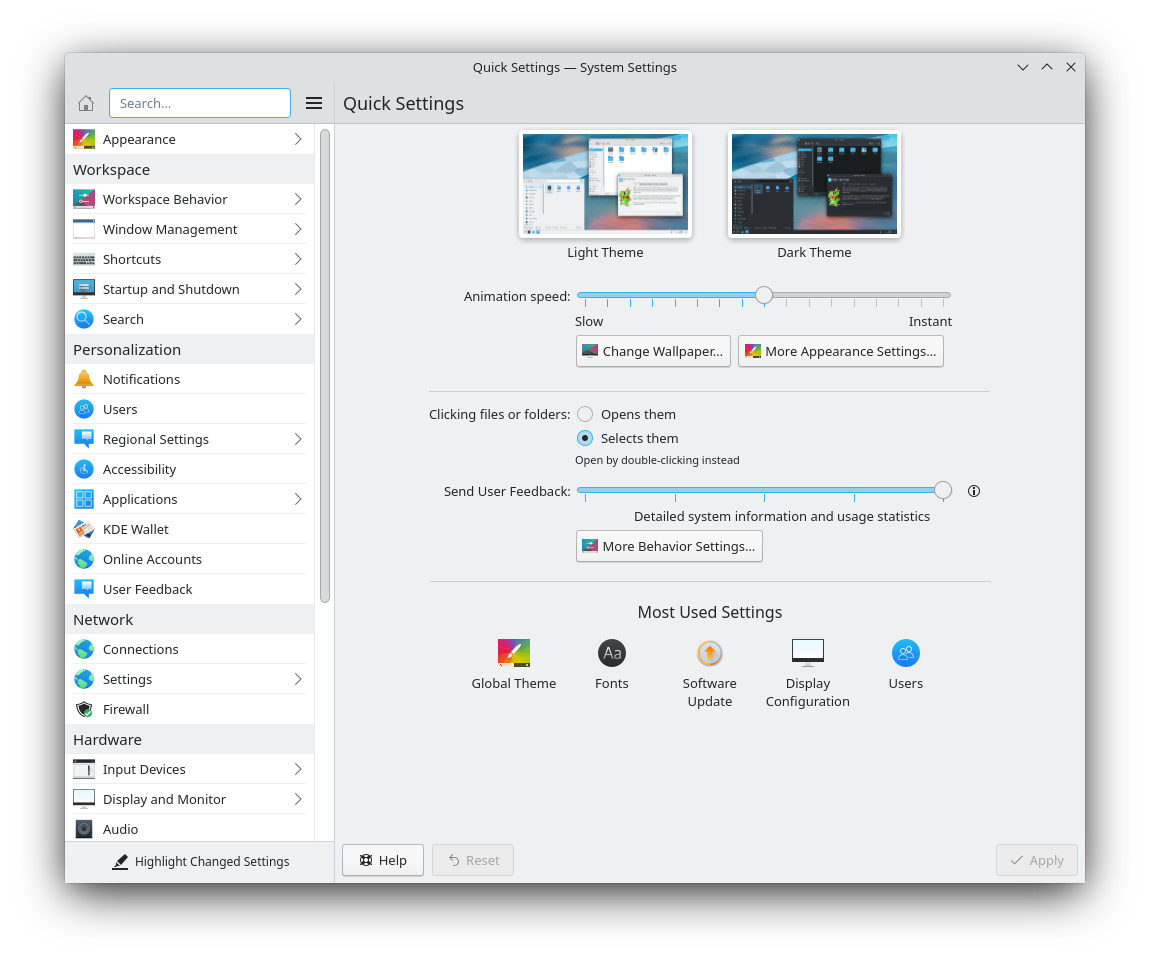 Quick Settings — System Settings
Search...
Quick Settings
Appearance
Workspace
Workspace Behavior
Window Management
Shortcuts
Startup and Shutdown
Search
Personalization
Notifications
Users
Regional Settings
Accessibility
Applications
KDE Wallet
Online Accounts
User Feedback
Network
Connections
Settings
Firewall
Hardware
Input Devices
Display and Monitor
Audio
Highlight Changed Settings
Light Theme
Dark Theme
Animation speed:
Slow
Instant
Change Wallpaper...
More Appearance Settings...
Clicking files or folders:
Opens them
Selects them
Open by double-clicking instead
Send User Feedback:
Detailed system information and usage statistics
More Behavior Settings...
Most Used Settings
Global Theme
Aa
Fonts
Software
Update
Display
Configuration
Users
Help
Reset
Apply